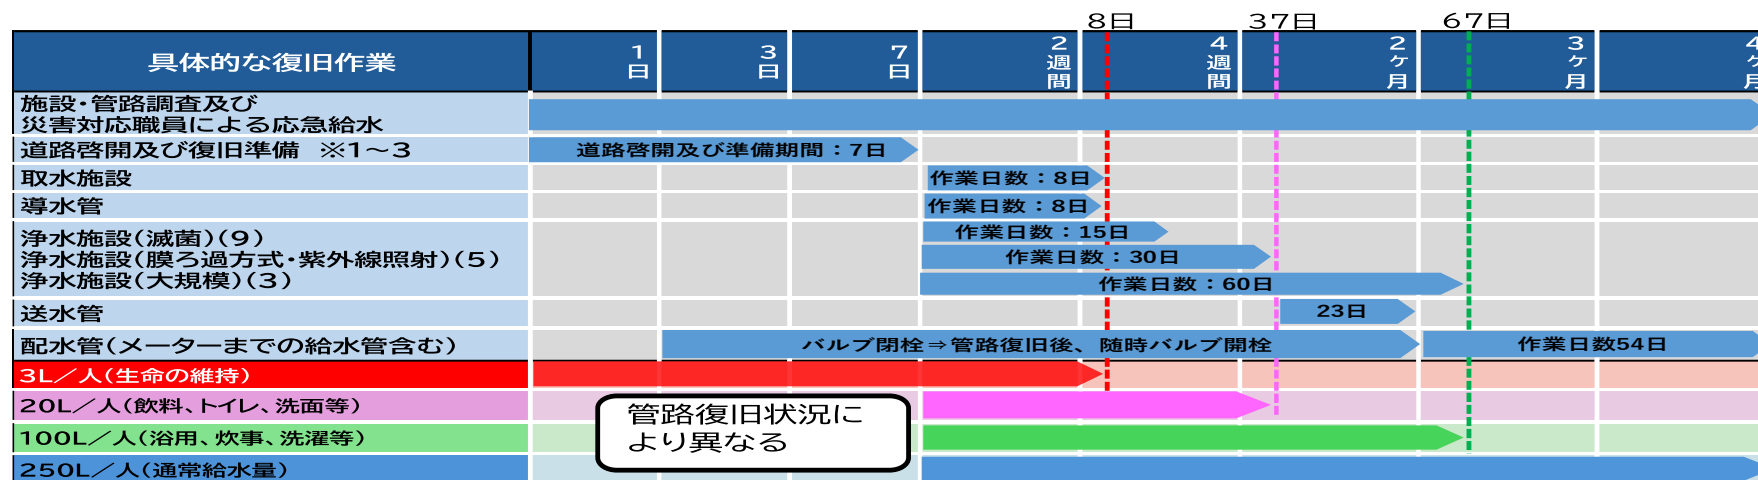 8日
37日
67日
具体的な復旧作業
1日
3日
7日
2週間
4週間
2ヶ月
3ヶ月
4ヶ月
施設・管路調査及び
災害対応職員による応急給水
道路啓開及び復旧準備　※1～3
道路啓開及び準備期間：7日
取水施設
作業日数：8日
導水管
作業日数：8日
浄水施設(滅菌)(9)
作業日数：15日
浄水施設(膜ろ過方式・紫外線照射)(5)
作業日数：30日
浄水施設(大規模)(3)
作業日数：60日
送水管
23日
配水管(メーターまでの給水管含む)
バルブ閉栓⇒管路復旧後、随時バルブ開栓
作業日数54日
3L／人(生命の維持)
20L／人(飲料、トイレ、洗面等)
管路復旧状況に
より異なる
100L／人(浴用、炊事、洗濯等)
250L／人(通常給水量)